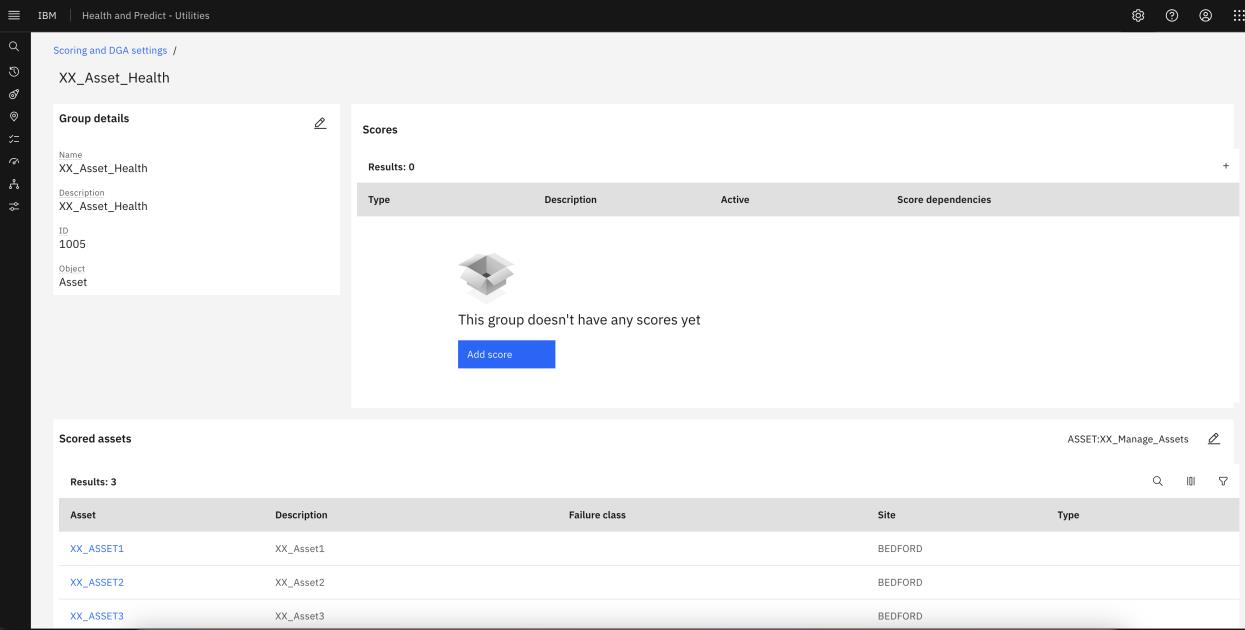 IBM Health and Predict - Utilities
Scoring and DGA settings /
XX_Asset_Health
Group details
Name
XX_Asset_Health
Description
XX_Asset_Health
ID
1005
Object
Asset
Scores
Results: 0 +
Type Description Active Score dependencies
This group doesn't have any scores yet
Add score
Scored assets ASSET:XX_Manage_Assets
Results: 3
Asset Description Failure class Site Type
XX_ASSET1 XX_Asset1 BEDFORD
XX_ASSET2 XX_Asset2 BEDFORD
XX_ASSET3 XX_Asset3 BEDFORD